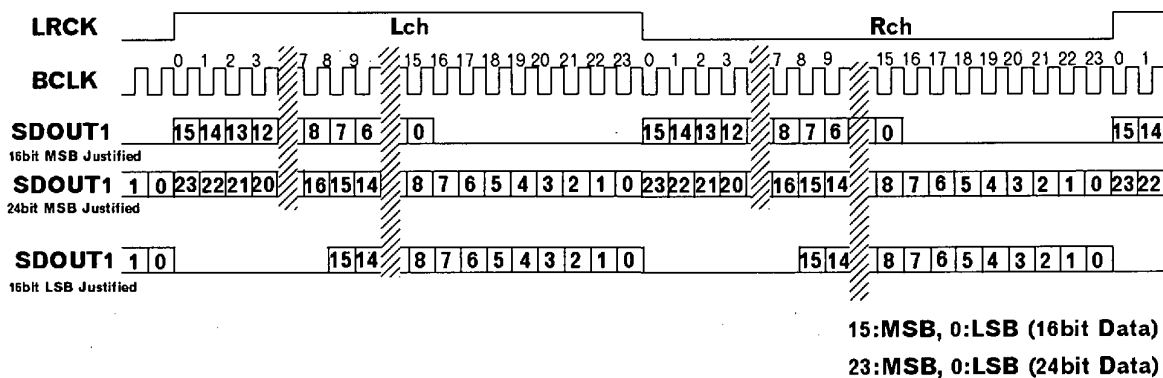 LRCK Lch Rch
0 1 2 3 7 8 9 15 16 17 18 19 20 21 22 23 0 1 2 3 7 8 9 15 16 17 18 19 20 21 22 23 0 1
BCLK
SDOUT1 15 14 13 12 8 7 6 0 15 14 13 12 8 7 6 0 15 14
16bit MSB Justified
SDOUT1 1 0 23 22 21 20 16 15 14 8 7 6 5 4 3 2 1 0 23 22 21 20 16 15 14 8 7 6 5 4 3 2 1 0 23 22
24bit MSB Justified
SDOUT1 1 0 15 14 8 7 6 5 4 3 2 1 0 15 14 8 7 6 5 4 3 2 1 0
16bit LSB Justified
15:MSB, 0:LSB (16bit Data)
23:MSB, 0:LSB (24bit Data)